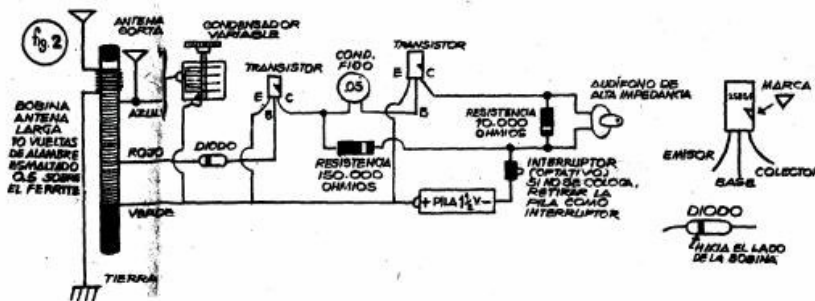 fig. 2
ANTENA
CORTA
CONDENSADOR
VARIABLE
BOBINA
ANTENA
LARGA
10 VUELTAS
DE ALAMBRE
ESMALTADO
0.5 SOBRE
EL FERRITE
AZUL
ROJO
VERDE
TIERRA
DIODO
TRANSISTOR
E
C
B
COND.
FIJO
.05
RESISTENCIA
150.000
OHMIOS
TRANSISTOR
E
C
B
+ PILA 1½ V -
RESISTENCIA
10.000
OHMIOS
AUDÍFONO DE
ALTA IMPEDANCIA
INTERRUPTOR
(OPTATIVO)
SI NO SE COLOCA,
RETIRAR LA
PILA COMO
INTERRUPTOR
MARCA
EMISOR
BASE
COLECTOR
DIODO
HACIA EL LADO
DE LA BOBINA